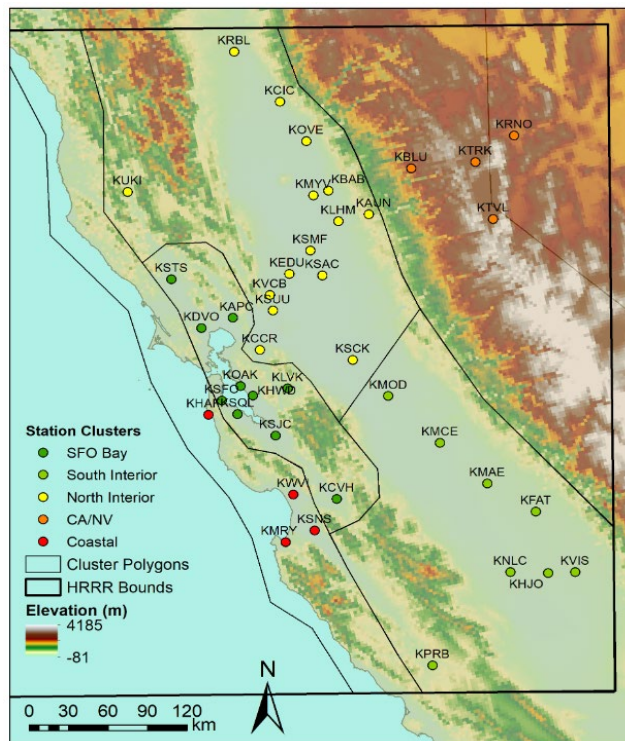 KRBL
KCIC
KOVE
KRNO
KTRK
KBLU
KUKI
KBAB
KMYV
KAUN
KLHM
KTVL
KSMF
KSTS
KEDU
KSAC
KVCB
KSUU
KAPC
KDVO
KCCR
KSCK
KOAK
KLVK
KMOD
KSFO
KHWD
KHAF
KSQL
KSJC
KMCE
KWVI
KCVH
KMAE
KFAT
KSNS
KMRY
KNLC
KHJO
KVIS
KPRB
Station Clusters
SFO Bay
South Interior
North Interior
CA/NV
Coastal
Cluster Polygons
HRRR Bounds
Elevation (m)
4185
-81
N
0 30 60 90 120
km